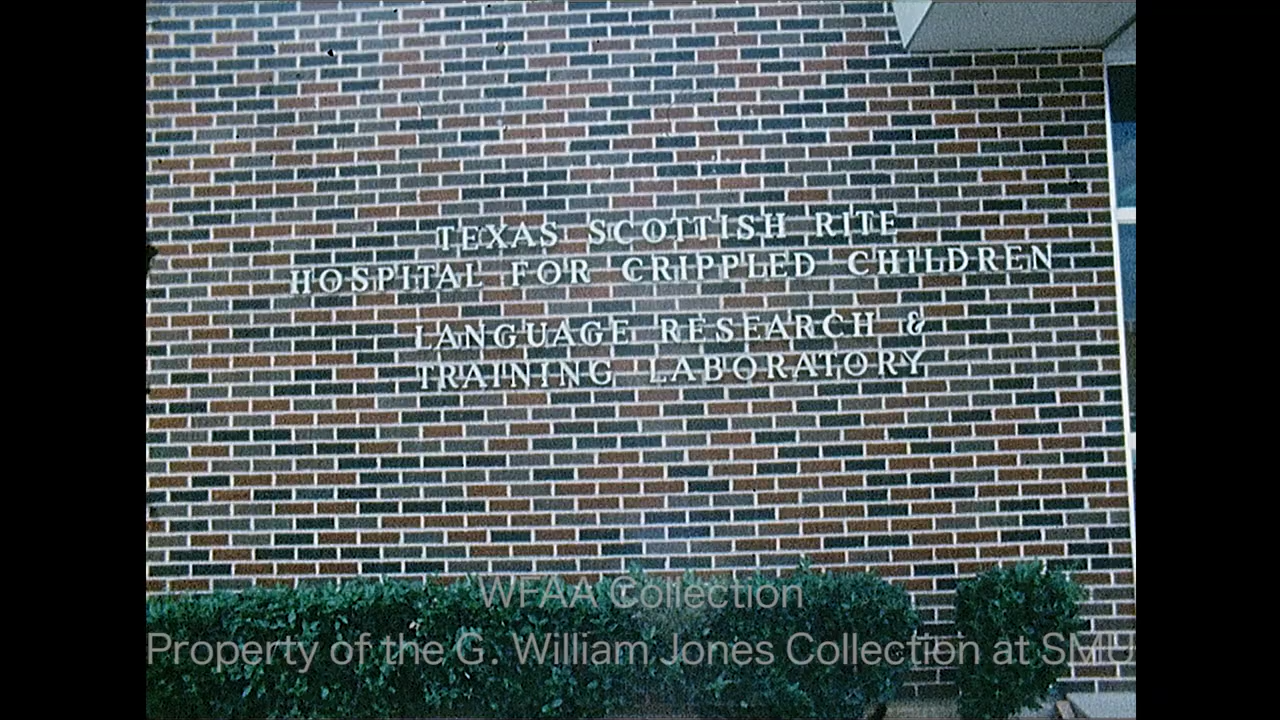 TEXAS SCOTTISH RITE
HOSPITAL FOR CRIPPLED CHILDREN
LANGUAGE RESEARCH &
TRAINING LABORATORY
WFAA Collection
Property of the G. William Jones Collection at SMU